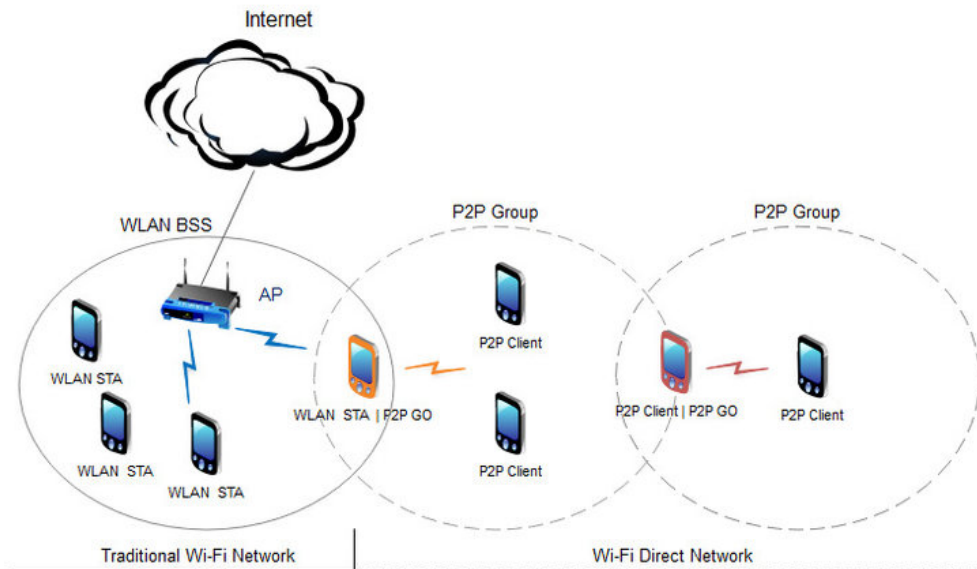 Internet
WLAN BSS
P2P Group
P2P Group
AP
P2P Client
WLAN STA
WLAN STA | P2P GO
P2P Client | P2P GO
P2P Client
WLAN STA
P2P Client
WLAN STA
Traditional Wi-Fi Network
Wi-Fi Direct Network